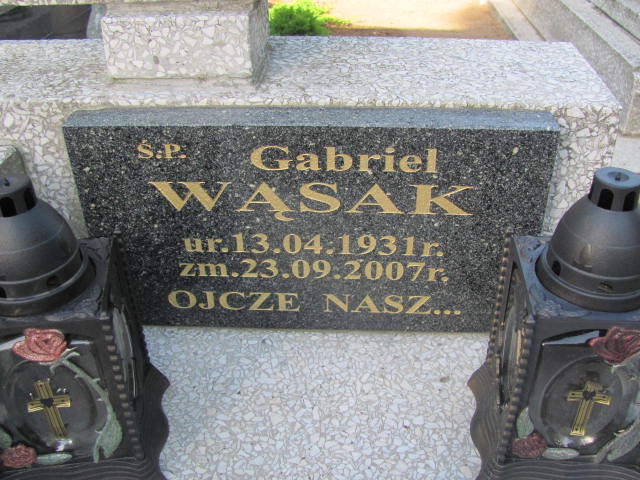 Ś.P. Gabriel
WĄSAK
ur.13.04.1931r.
zm.23.09.2007r.
OJCZE NASZ...